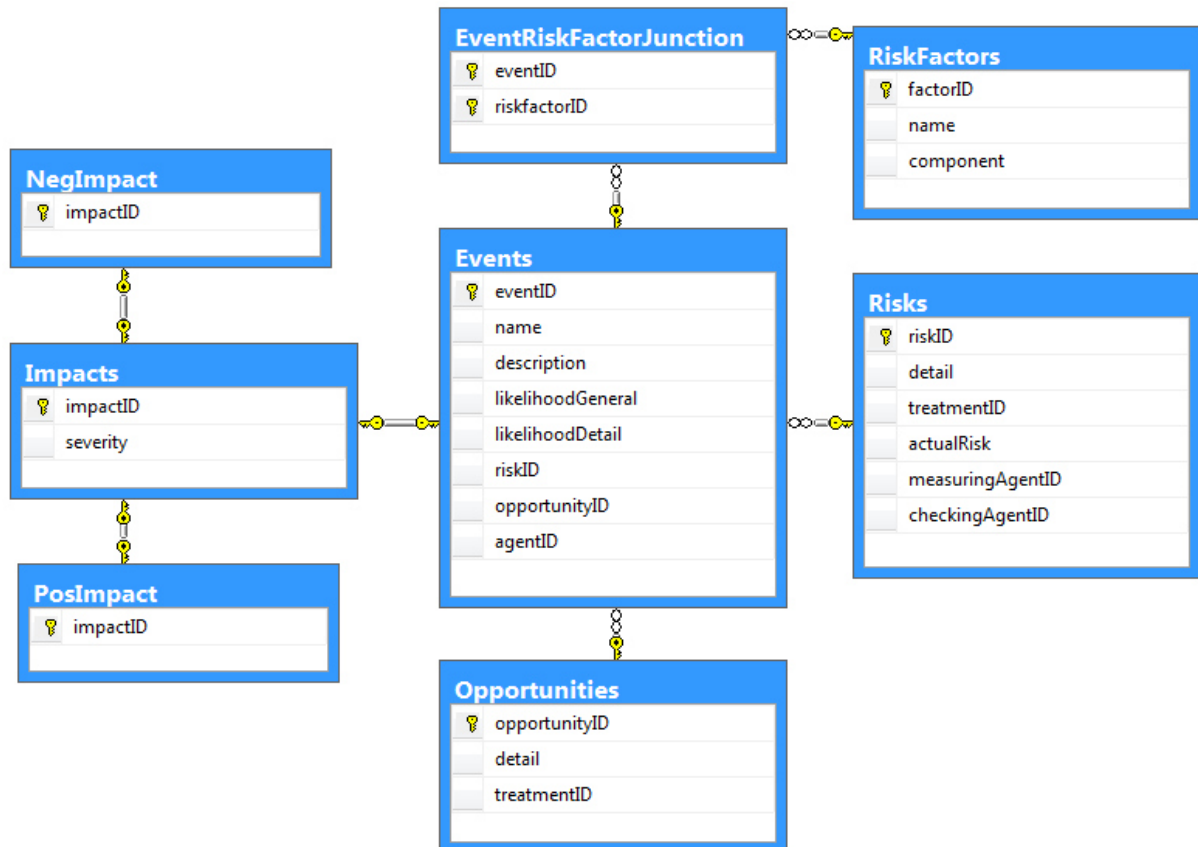 EventRiskFactorJunction
eventID
riskfactorID
RiskFactors
factorID
name
component
NegImpact
impactID
Events
eventID
name
description
likelihoodGeneral
likelihoodDetail
riskID
opportunityID
agentID
Risks
riskID
detail
treatmentID
actualRisk
measuringAgentID
checkingAgentID
Impacts
impactID
severity
PosImpact
impactID
Opportunities
opportunityID
detail
treatmentID